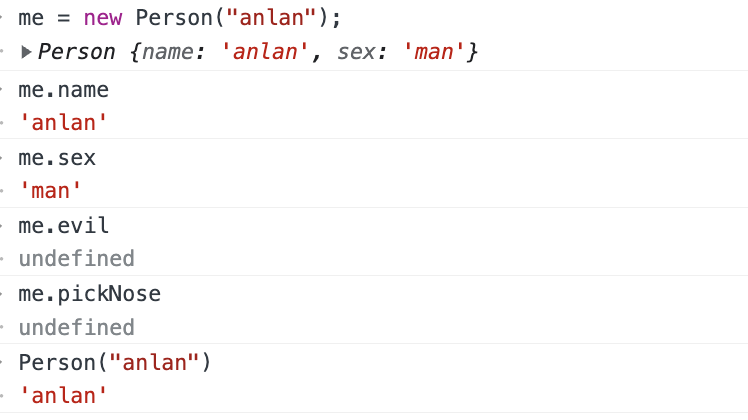 me = new Person("anlan");
Person {name: 'anlan', sex: 'man'}
me.name
'anlan'
me.sex
'man'
me.evil
undefined
me.pickNose
undefined
Person("anlan")
'anlan'